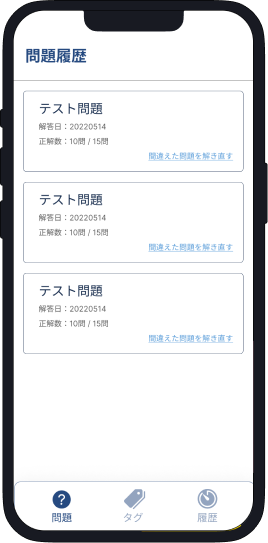 問題履歴
テスト問題
解答日：20220514
正解数：10問 / 15問
間違えた問題を解き直す
テスト問題
解答日：20220514
正解数：10問 / 15問
間違えた問題を解き直す
テスト問題
解答日：20220514
正解数：10問 / 15問
間違えた問題を解き直す
問題
タグ
履歴